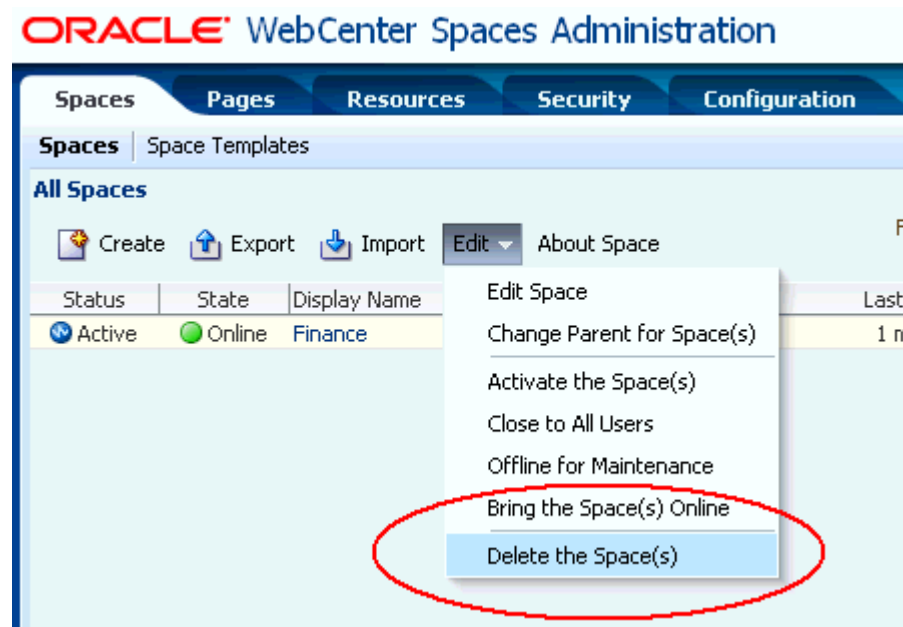 ORACLE WebCenter Spaces Administration
Spaces Pages Resources Security Configuration
Spaces Space Templates
All Spaces
Create Export Import Edit About Space
Status State Display Name Last
Active Online Finance 1
Edit Space
Change Parent for Space(s)
Activate the Space(s)
Close to All Users
Offline for Maintenance
Bring the Space(s) Online
Delete the Space(s)